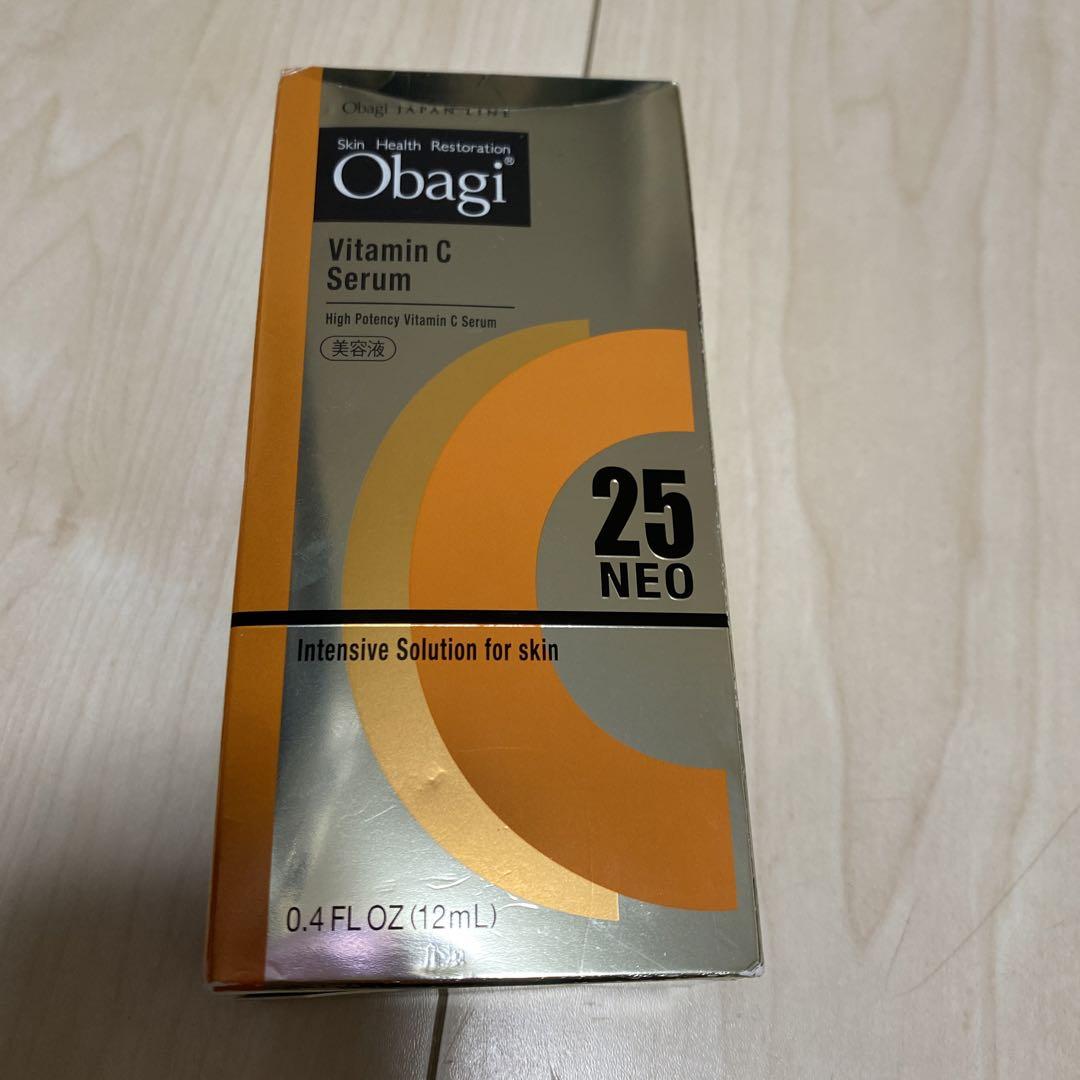 Obagi JAPAN LINE
Skin Health Restoration
Obagi®
Vitamin C
Serum
High Potency Vitamin C Serum
美容液
25
NEO
Intensive Solution for skin
0.4 FL OZ (12mL)